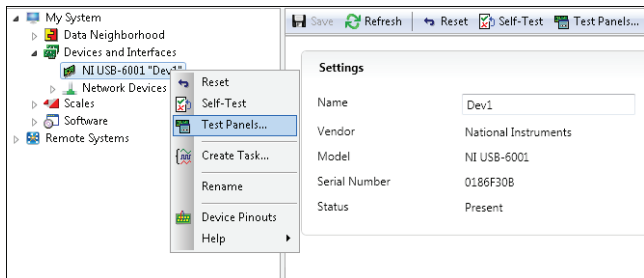 My System
Data Neighborhood
Devices and Interfaces
NI USB-6001 "Dev1"
Network Devices
Scales
Software
Remote Systems
Reset
Self-Test
Test Panels...
Create Task...
Rename
Device Pinouts
Help
Save Refresh Reset Self-Test Test Panels...
Settings
Name Dev1
Vendor National Instruments
Model NI USB-6001
Serial Number 0186F30B
Status Present